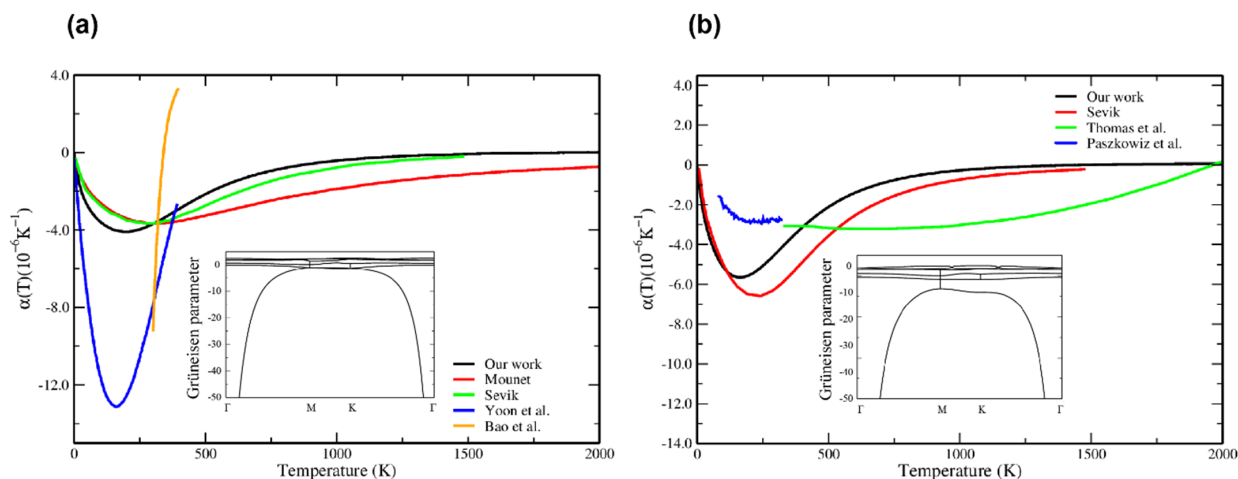 (a)
4.0
0
-4.0
-8.0
-12.0
α(T)(10⁻⁶K⁻¹)
0
500
1000
1500
2000
Temperature (K)
Our work
Mounet
Sevik
Yoon et al.
Bao et al.
Grüneisen parameter
0
-10
-20
-30
-40
-50
Γ
M
K
Γ
(b)
4.0
2.0
0.0
-2.0
-4.0
-6.0
-8.0
-10.0
-12.0
-14.0
α(T)(10⁻⁶K⁻¹)
0
500
1000
1500
2000
Temperature (K)
Our work
Sevik
Thomas et al.
Paszkowiz et al.
Grüneisen parameter
0
-10
-20
-30
-40
-50
Γ
M
K
Γ